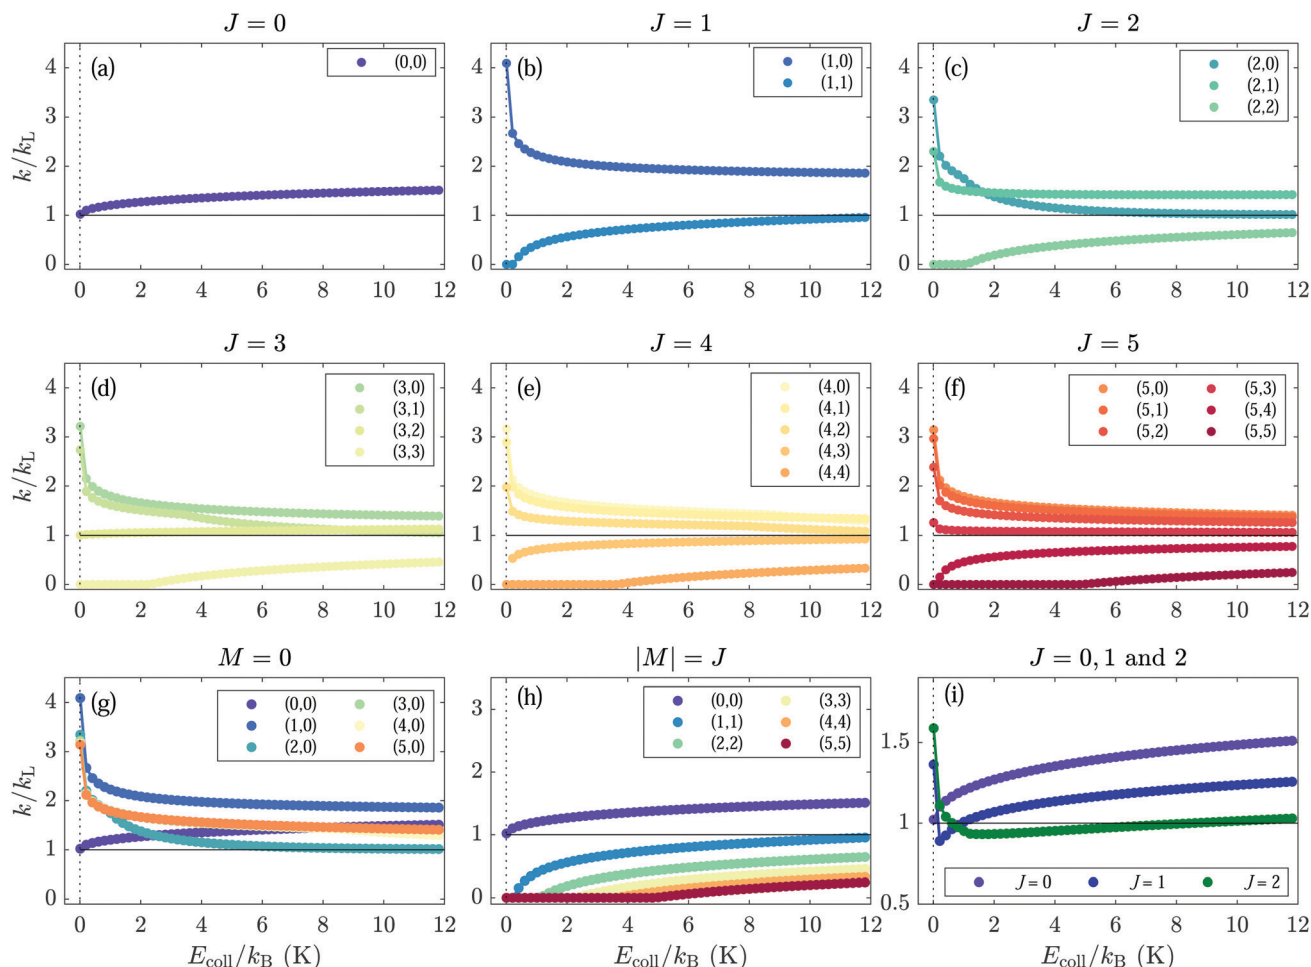 J = 0
J = 1
J = 2
(a)
(0,0)
k/k_L
4
3
2
1
0
0 2 4 6 8 10 12
(b)
(1,0)
(1,1)
4
3
2
1
0
0 2 4 6 8 10 12
(c)
(2,0)
(2,1)
(2,2)
4
3
2
1
0
0 2 4 6 8 10 12
J = 3
J = 4
J = 5
(d)
(3,0)
(3,1)
(3,2)
(3,3)
k/k_L
4
3
2
1
0
0 2 4 6 8 10 12
(e)
(4,0)
(4,1)
(4,2)
(4,3)
(4,4)
4
3
2
1
0
0 2 4 6 8 10 12
(f)
(5,0) (5,3)
(5,1) (5,4)
(5,2) (5,5)
4
3
2
1
0
0 2 4 6 8 10 12
M = 0
|M| = J
J = 0, 1 and 2
(g)
(0,0) (3,0)
(1,0) (4,0)
(2,0) (5,0)
k/k_L
4
3
2
1
0
0 2 4 6 8 10 12
E_coll/k_B (K)
(h)
(0,0) (3,3)
(1,1) (4,4)
(2,2) (5,5)
3
2
1
0
0 2 4 6 8 10 12
E_coll/k_B (K)
(i)
1.5
1
0.5
J = 0 J = 1 J = 2
0 2 4 6 8 10 12
E_coll/k_B (K)